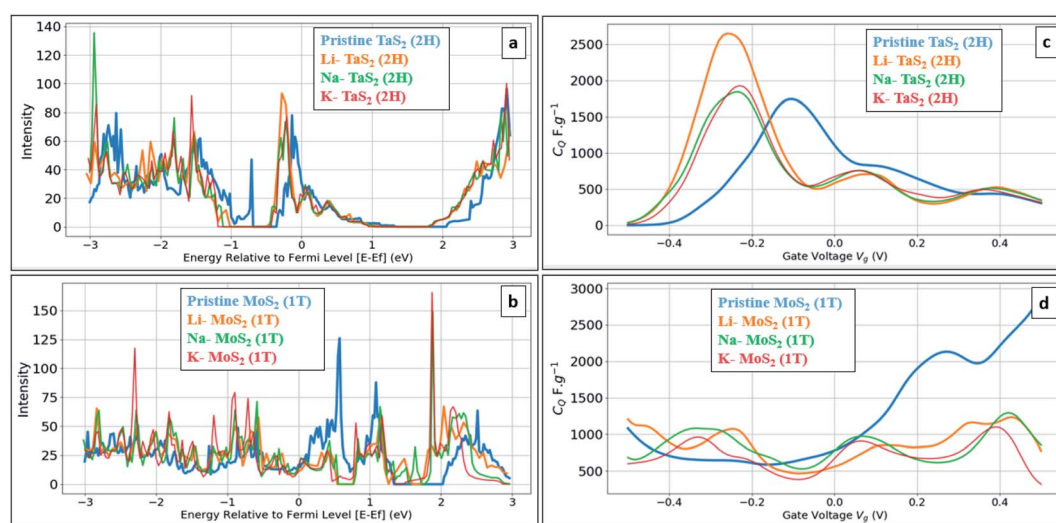 a
Pristine TaS₂ (2H)
Li- TaS₂ (2H)
Na- TaS₂ (2H)
K- TaS₂ (2H)
Intensity
140
120
100
80
60
40
20
0
−3 −2 −1 0 1 2 3
Energy Relative to Fermi Level [E-Ef] (eV)
c
Pristine TaS₂ (2H)
Li- TaS₂ (2H)
Na- TaS₂ (2H)
K- TaS₂ (2H)
C_Q F.g⁻¹
2500
2000
1500
1000
500
0
−0.4 −0.2 0.0 0.2 0.4
Gate Voltage V_g (V)
b
Pristine MoS₂ (1T)
Li- MoS₂ (1T)
Na- MoS₂ (1T)
K- MoS₂ (1T)
Intensity
150
125
100
75
50
25
0
−3 −2 −1 0 1 2 3
Energy Relative to Fermi Level [E-Ef] (eV)
d
Pristine MoS₂ (1T)
Li- MoS₂ (1T)
Na- MoS₂ (1T)
K- MoS₂ (1T)
C_Q F.g⁻¹
3000
2500
2000
1500
1000
500
−0.4 −0.2 0.0 0.2 0.4
Gate Voltage V_g (V)